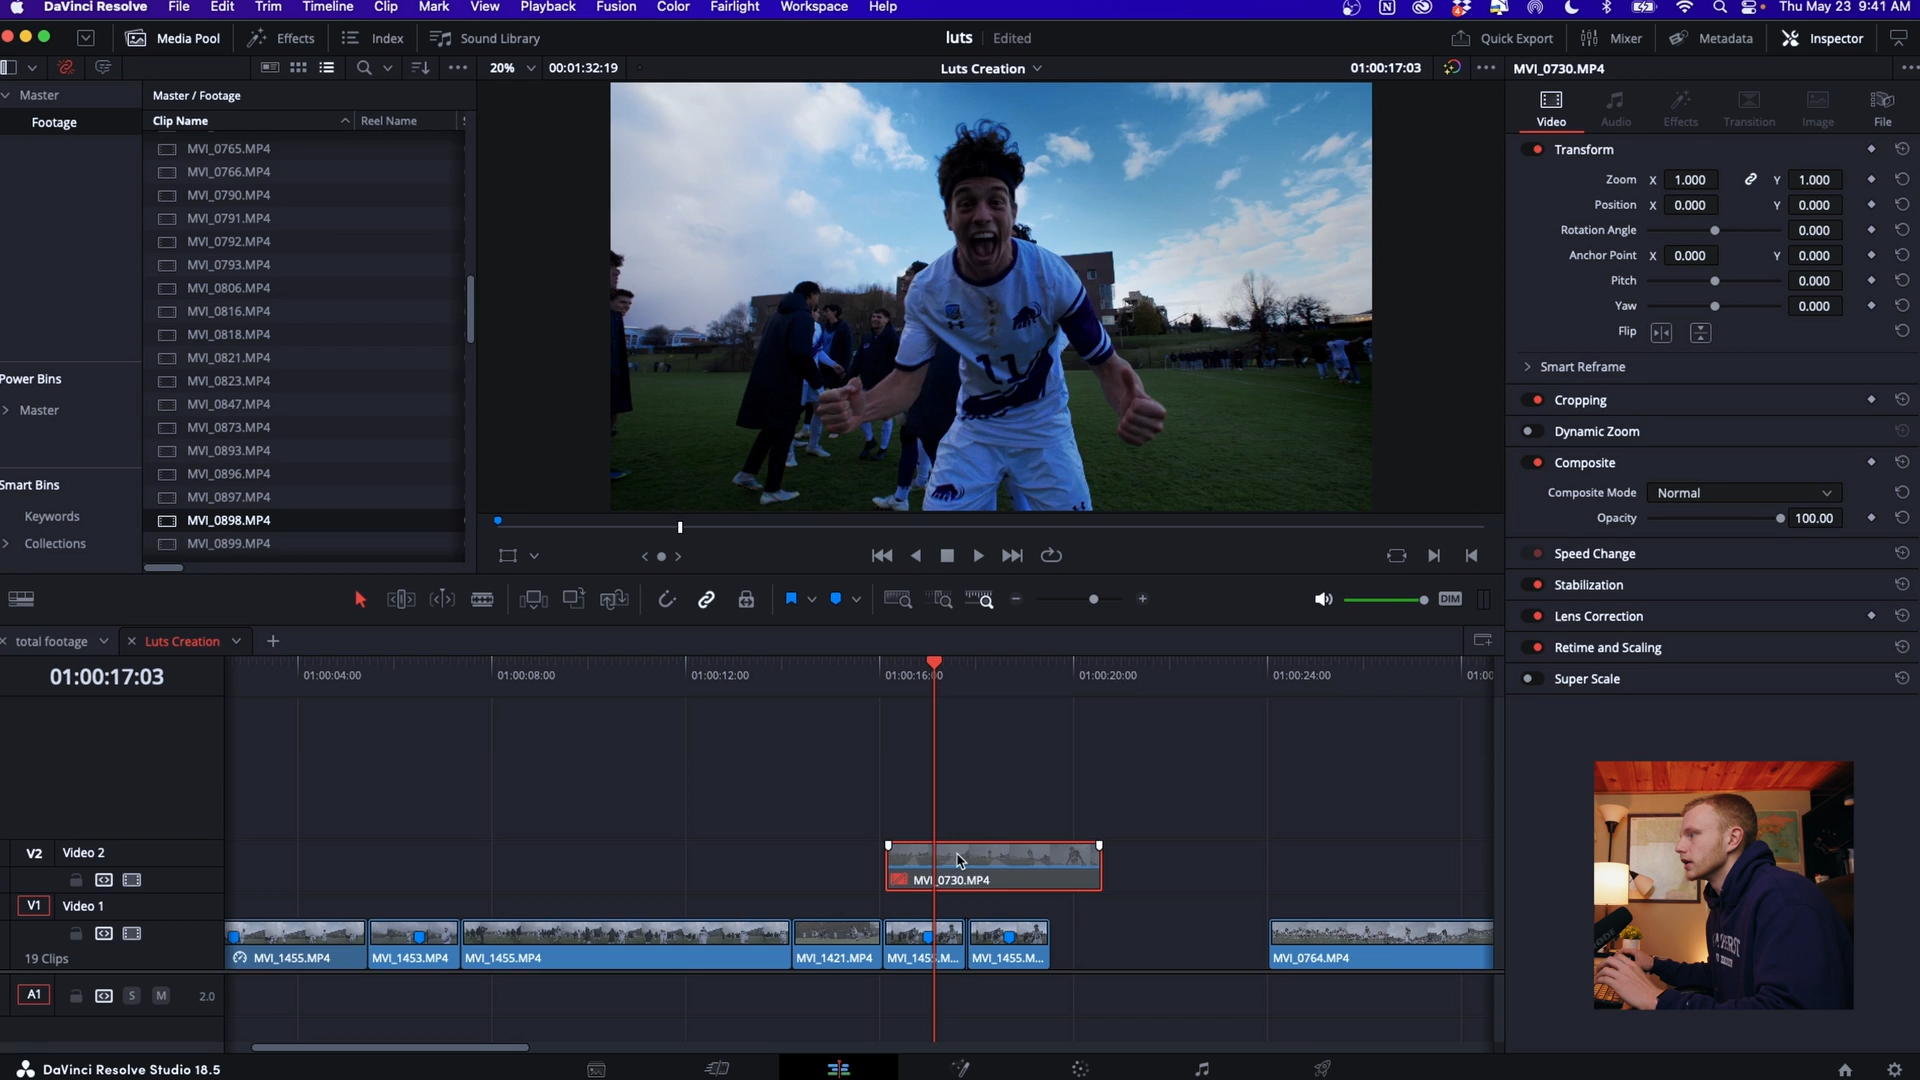 DaVinci Resolve File Edit Trim Timeline Clip Mark View Playback Fusion Color Fairlight Workspace Help Thu May 23 9:41 AM
Media Pool Effects Index Sound Library luts Edited Quick Export Mixer Metadata Inspector
20% 00:01:32:19 Luts Creation 01:00:17:03 MVI_0730.MP4
Master
Footage
Power Bins
Master
Smart Bins
Keywords
Collections
Master / Footage
Clip Name Reel Name
MVI_0765.MP4
MVI_0766.MP4
MVI_0790.MP4
MVI_0791.MP4
MVI_0792.MP4
MVI_0793.MP4
MVI_0806.MP4
MVI_0816.MP4
MVI_0818.MP4
MVI_0821.MP4
MVI_0823.MP4
MVI_0847.MP4
MVI_0873.MP4
MVI_0893.MP4
MVI_0896.MP4
MVI_0897.MP4
MVI_0898.MP4
MVI_0899.MP4
11
Video Audio Effects Transition Image File
Transform
Zoom X 1.000 Y 1.000
Position X 0.000 Y 0.000
Rotation Angle 0.000
Anchor Point X 0.000 Y 0.000
Pitch 0.000
Yaw 0.000
Flip
Smart Reframe
Cropping
Dynamic Zoom
Composite
Composite Mode Normal
Opacity 100.00
Speed Change
Stabilization
Lens Correction
Retime and Scaling
Super Scale
DIM
total footage Luts Creation
01:00:17:03
01:00:04:00 01:00:08:00 01:00:12:00 01:00:16:00 01:00:20:00 01:00:24:00 01:00
V2 Video 2
MVI_0730.MP4
V1 Video 1
19 Clips
MVI_1455.MP4 MVI_1453.MP4 MVI_1455.MP4 MVI_1421.MP4 MVI_1455.M... MVI_1455.M... MVI_0764.MP4
A1 S M 2.0
DaVinci Resolve Studio 18.5